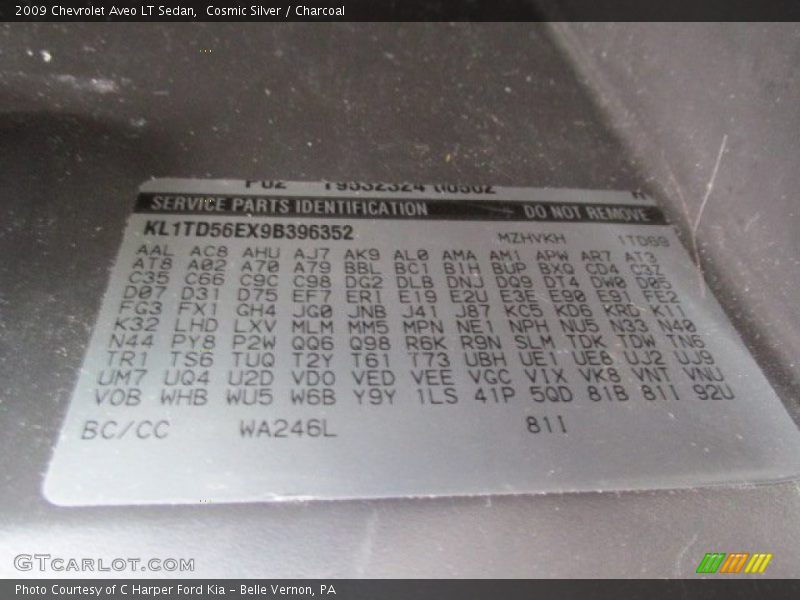 2009 Chevrolet Aveo LT Sedan, Cosmic Silver / Charcoal
SERVICE PARTS IDENTIFICATION DO NOT REMOVE
KL1TD56EX9B396352 MZHVKH 1TD69
AAL AC8 AHU AJ7 AK9 AL0 AMA AM1 APW AR7 AT3
AT8 A02 A70 A79 BBL BC1 B1H BUP BXQ CD4 C3Z
C35 C66 C9C C98 DG2 DLB DNJ DQ9 DT4 DW0 D05
D07 D31 D75 EF7 ER1 E19 E2U E3E E90 E91 FE2
FG3 FX1 GH4 JG0 JNB J41 J87 KC5 KD6 KRD K11
K32 LHD LXV MLM MM5 MPN NE1 NPH NU5 N33 N40
N44 PY8 P2W QQ6 Q98 R6K R9N SLM TDK TDW TN6
TR1 TS6 TUQ T2Y T61 T73 UBH UE1 UE8 UJ2 UJ9
UM7 UQ4 U2D VD0 VED VEE VGC V1X VK8 VNT VNU
V0B WHB WU5 W6B Y9Y 1LS 41P 5QD 81B 81I 92U
BC/CC WA246L 81I
GTCARLOT.COM
Photo Courtesy of C Harper Ford Kia – Belle Vernon, PA